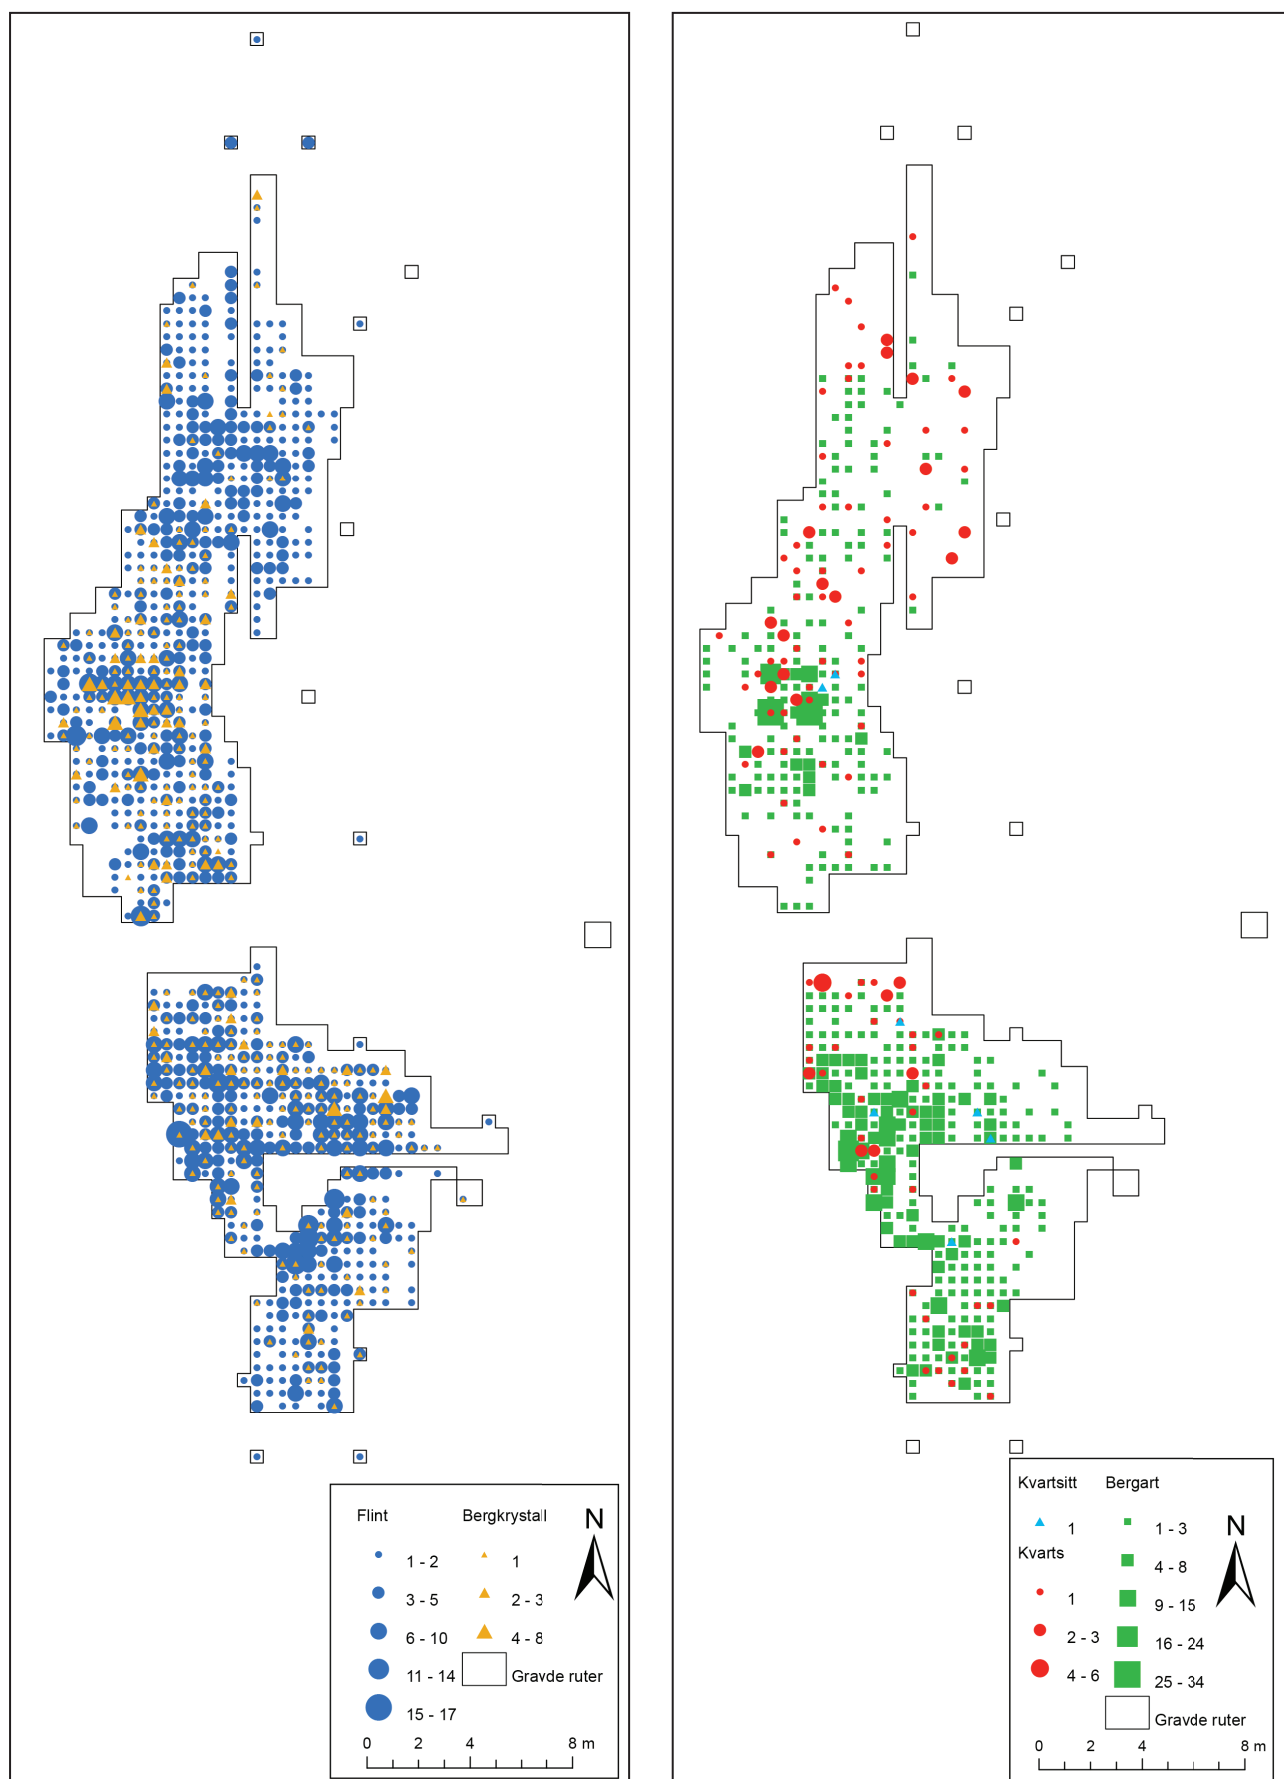 Flint Bergkrystall N
1 - 2 1
3 - 5 2 - 3
6 - 10 4 - 8
11 - 14 Gravde ruter
15 - 17
0 2 4 8 m
Kvartsitt Bergart
1 1 - 3 N
Kvarts
4 - 8
1 9 - 15
2 - 3 16 - 24
4 - 6 25 - 34
Gravde ruter
0 2 4 8 m